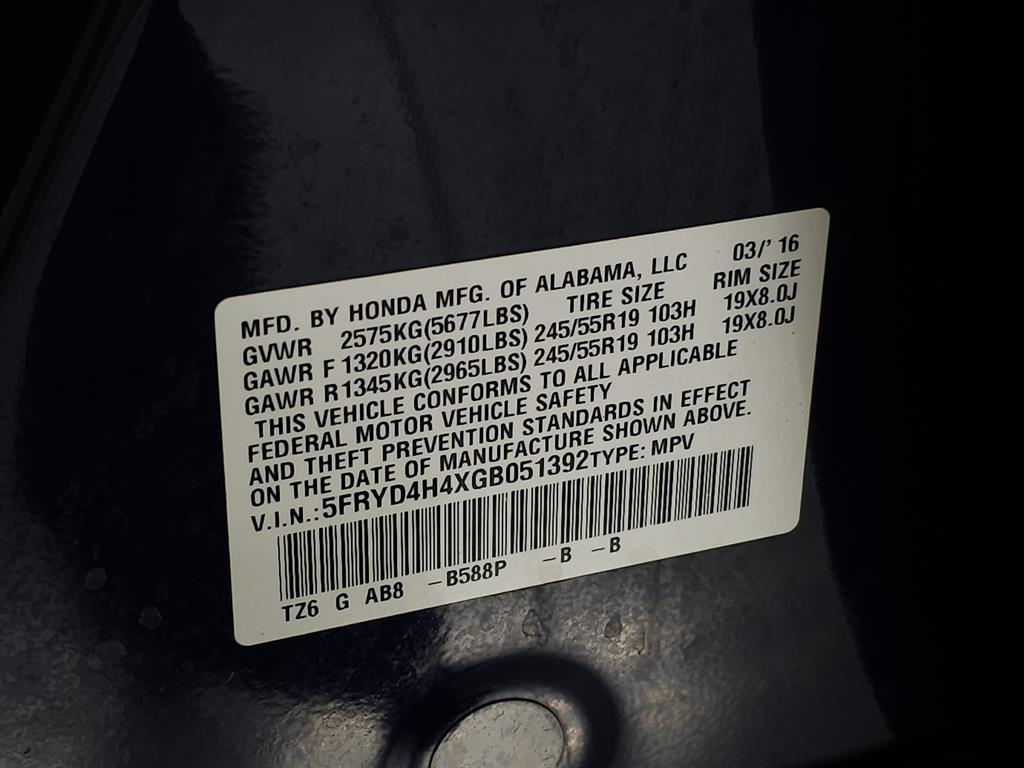 MFD. BY HONDA MFG. OF ALABAMA, LLC 03/' 16
GVWR 2575KG(5677LBS) TIRE SIZE RIM SIZE
GAWR F 1320KG(2910LBS) 245/55R19 103H 19X8.0J
GAWR R 1345KG(2965LBS) 245/55R19 103H 19X8.0J
THIS VEHICLE CONFORMS TO ALL APPLICABLE
FEDERAL MOTOR VEHICLE SAFETY
AND THEFT PREVENTION STANDARDS IN EFFECT
ON THE DATE OF MANUFACTURE SHOWN ABOVE.
V.I.N.: 5FRYD4H4XGB051392 TYPE: MPV
TZ6 G AB8 –B588P –B –B